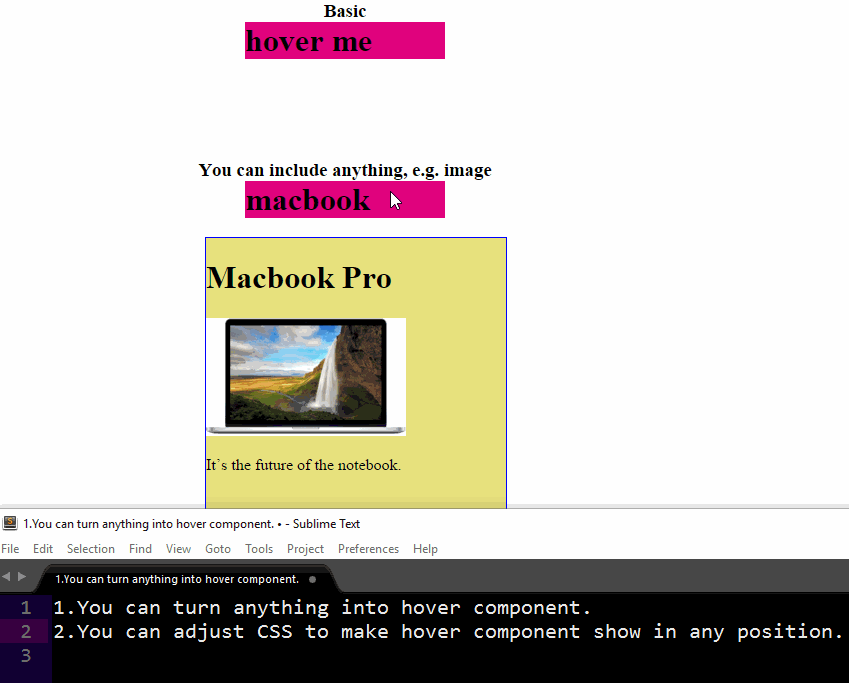 Basic
hover me
You can include anything, e.g. image
macbook
Macbook Pro
It`s the future of the notebook.
1.You can turn anything into hover component. • - Sublime Text
File Edit Selection Find View Goto Tools Project Preferences Help
1.You can turn anything into hover component.
1 1.You can turn anything into hover component.
2 2.You can adjust CSS to make hover component show in any position.
3